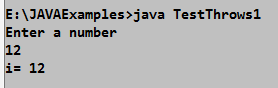 E:\JAVAExamples>java TestThrows1
Enter a number
12
i= 12